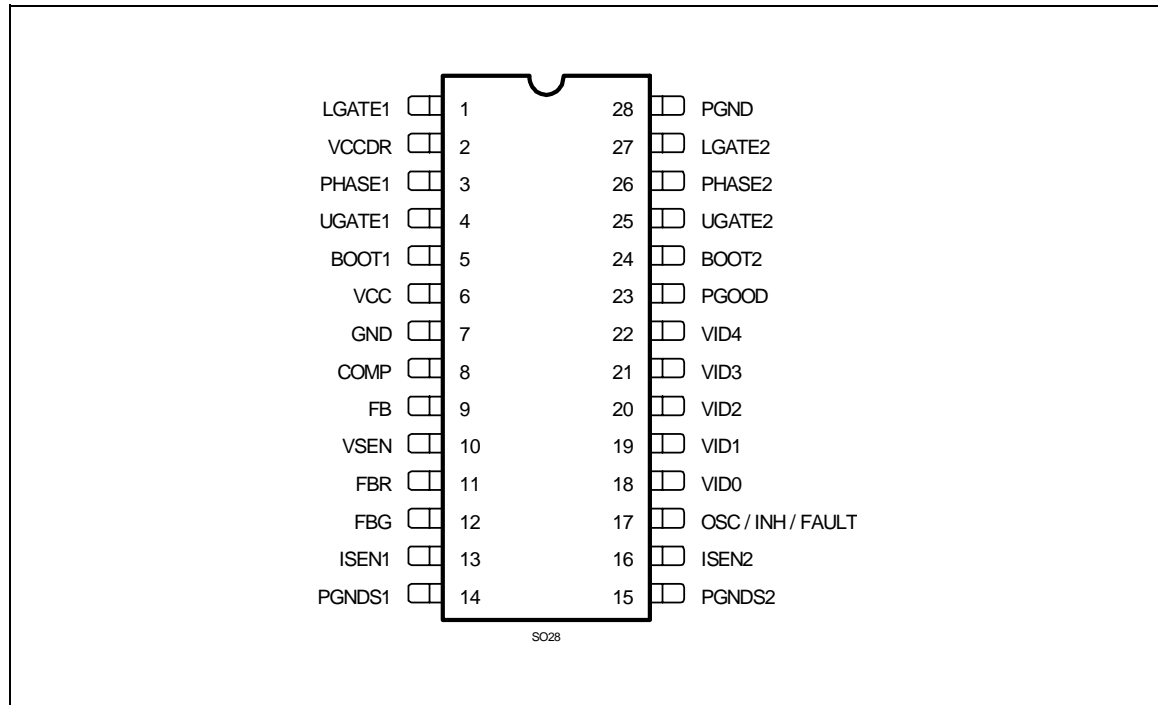 LGATE1 1 28 PGND
VCCDR 2 27 LGATE2
PHASE1 3 26 PHASE2
UGATE1 4 25 UGATE2
BOOT1 5 24 BOOT2
VCC 6 23 PGOOD
GND 7 22 VID4
COMP 8 21 VID3
FB 9 20 VID2
VSEN 10 19 VID1
FBR 11 18 VID0
FBG 12 17 OSC / INH / FAULT
ISEN1 13 16 ISEN2
PGNDS1 14 15 PGNDS2
SO28